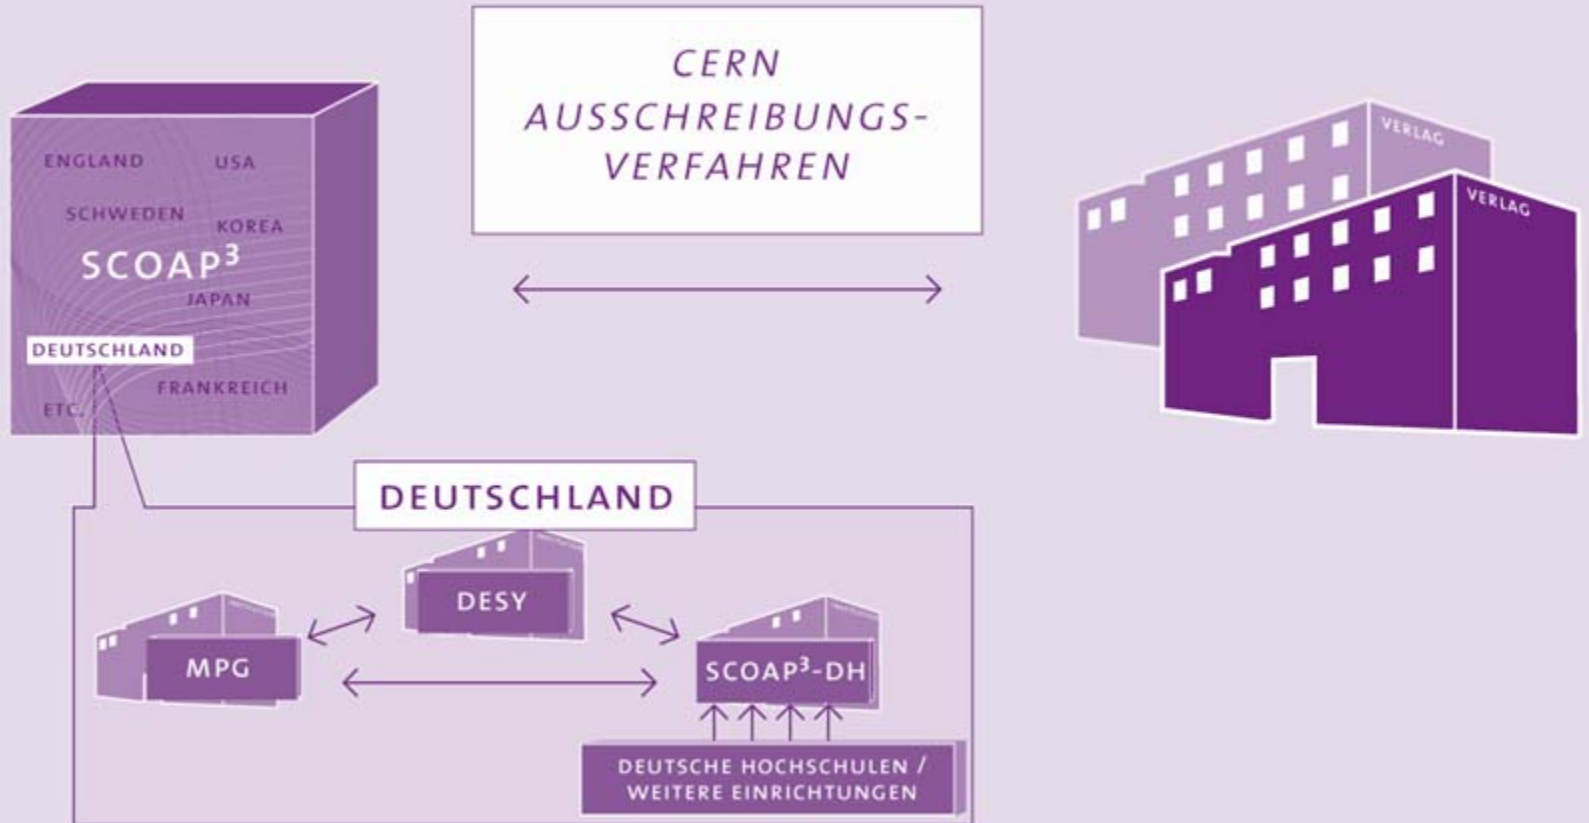 CERN
AUSSCHREIBUNGS-
VERFAHREN
ENGLAND USA
SCHWEDEN KOREA
SCOAP³
JAPAN
DEUTSCHLAND
FRANKREICH
ETC.
VERLAG
VERLAG
DEUTSCHLAND
DESY
MPG
SCOAP³-DH
DEUTSCHE HOCHSCHULEN /
WEITERE EINRICHTUNGEN